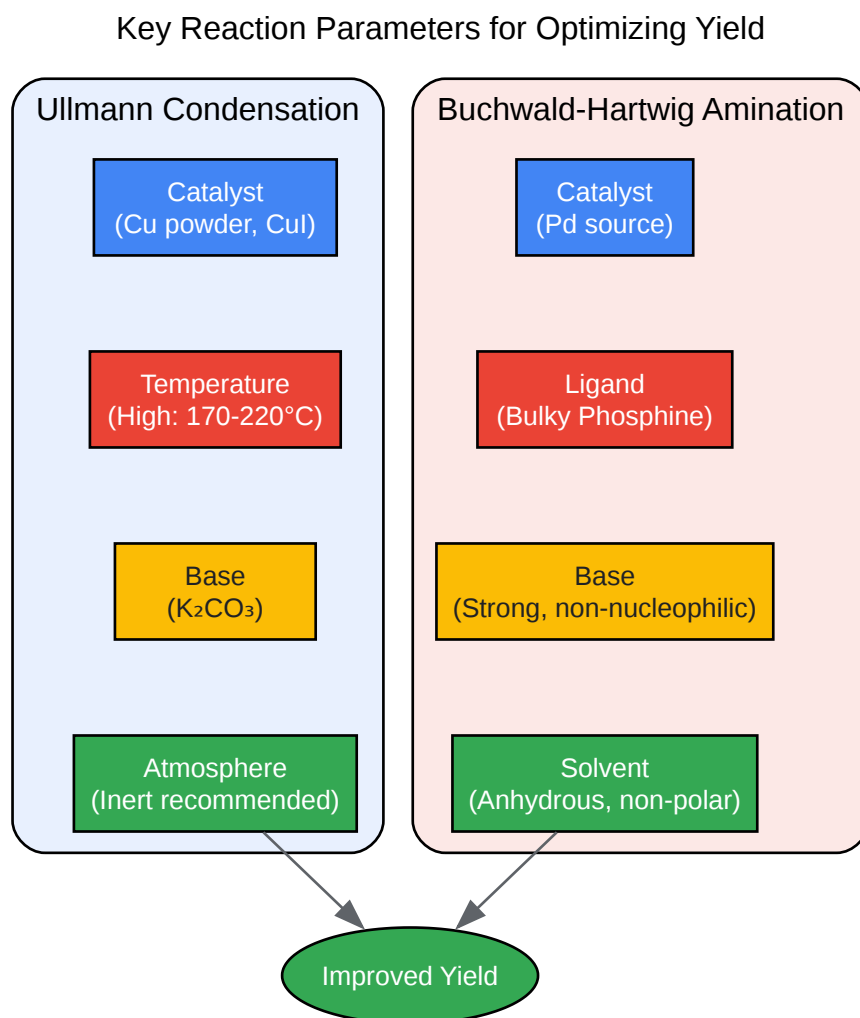 Key Reaction Parameters for Optimizing Yield
Ullmann Condensation
Catalyst
(Cu powder, CuI)
Temperature
(High: 170-220°C)
Base
(K₂CO₃)
Atmosphere
(Inert recommended)
Buchwald-Hartwig Amination
Catalyst
(Pd source)
Ligand
(Bulky Phosphine)
Base
(Strong, non-nucleophilic)
Solvent
(Anhydrous, non-polar)
Improved Yield